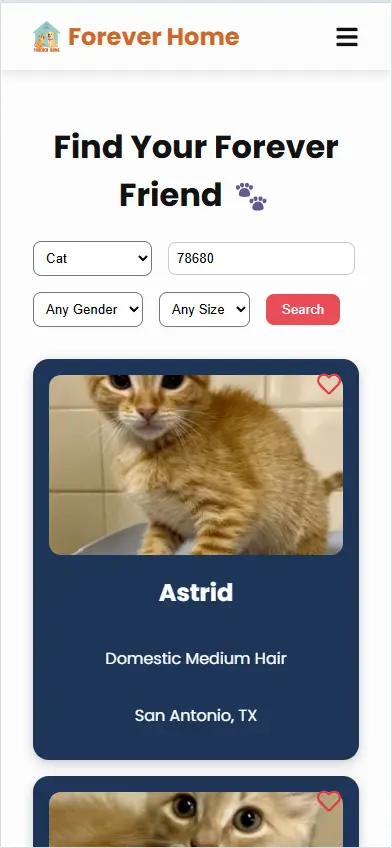 Forever Home
Find Your Forever
Friend 🐾
Cat
78680
Any Gender
Any Size
Search
Astrid
Domestic Medium Hair
San Antonio, TX